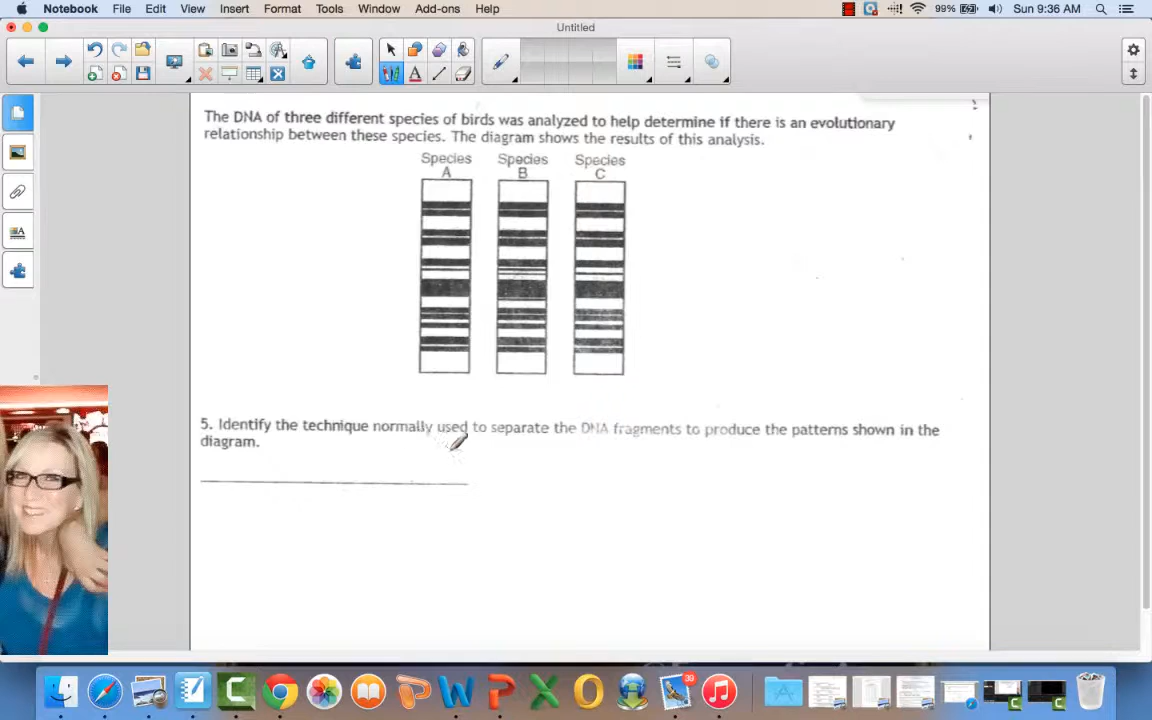 Notebook File Edit View Insert Format Tools Window Add-ons Help 99% Sun 9:36 AM
Untitled
The DNA of three different species of birds was analyzed to help determine if there is an evolutionary
relationship between these species. The diagram shows the results of this analysis.
Species Species Species
A B C
5. Identify the technique normally used to separate the DNA fragments to produce the patterns shown in the
diagram.
39